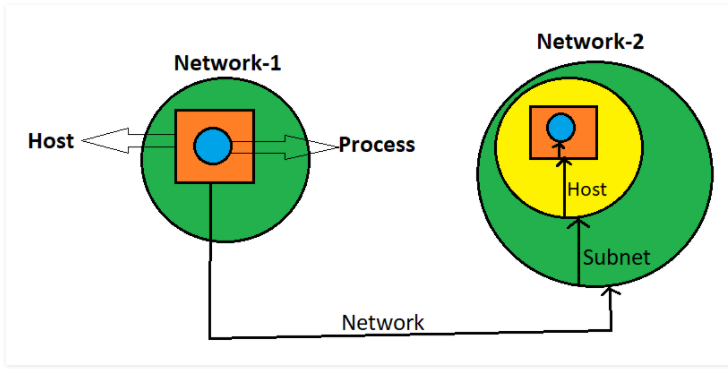 Network-2
Network-1
Host
Process
Host
Subnet
Network